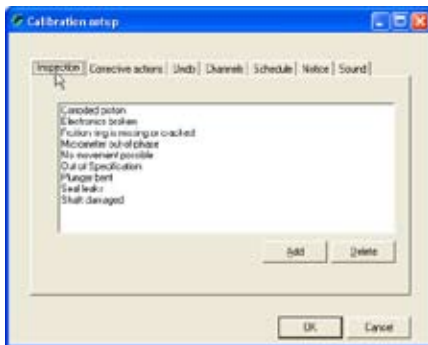 Calibration setup
Inspection Corrective actions Undo Channels Schedule Notice Sound
Corroded piston
Electronics broken
Friction ring is missing or cracked
Micrometer out of phase
No movement possible
Out of Specification
Plunger bent
Seal leaks
Shaft damaged
Add Delete
OK Cancel